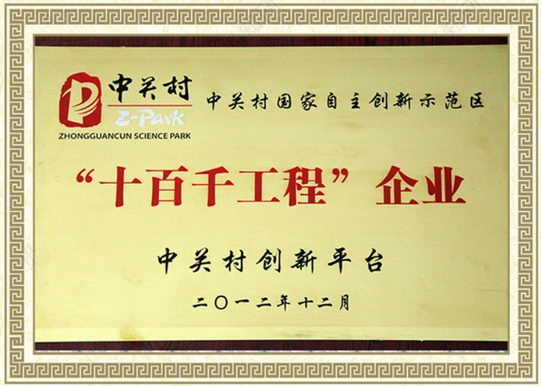 中关村
Z-Park
ZHONGGUANCUN SCIENCE PARK
中关村国家自主创新示范区
“十百千工程”企业
中关村创新平台
二〇一二年十二月